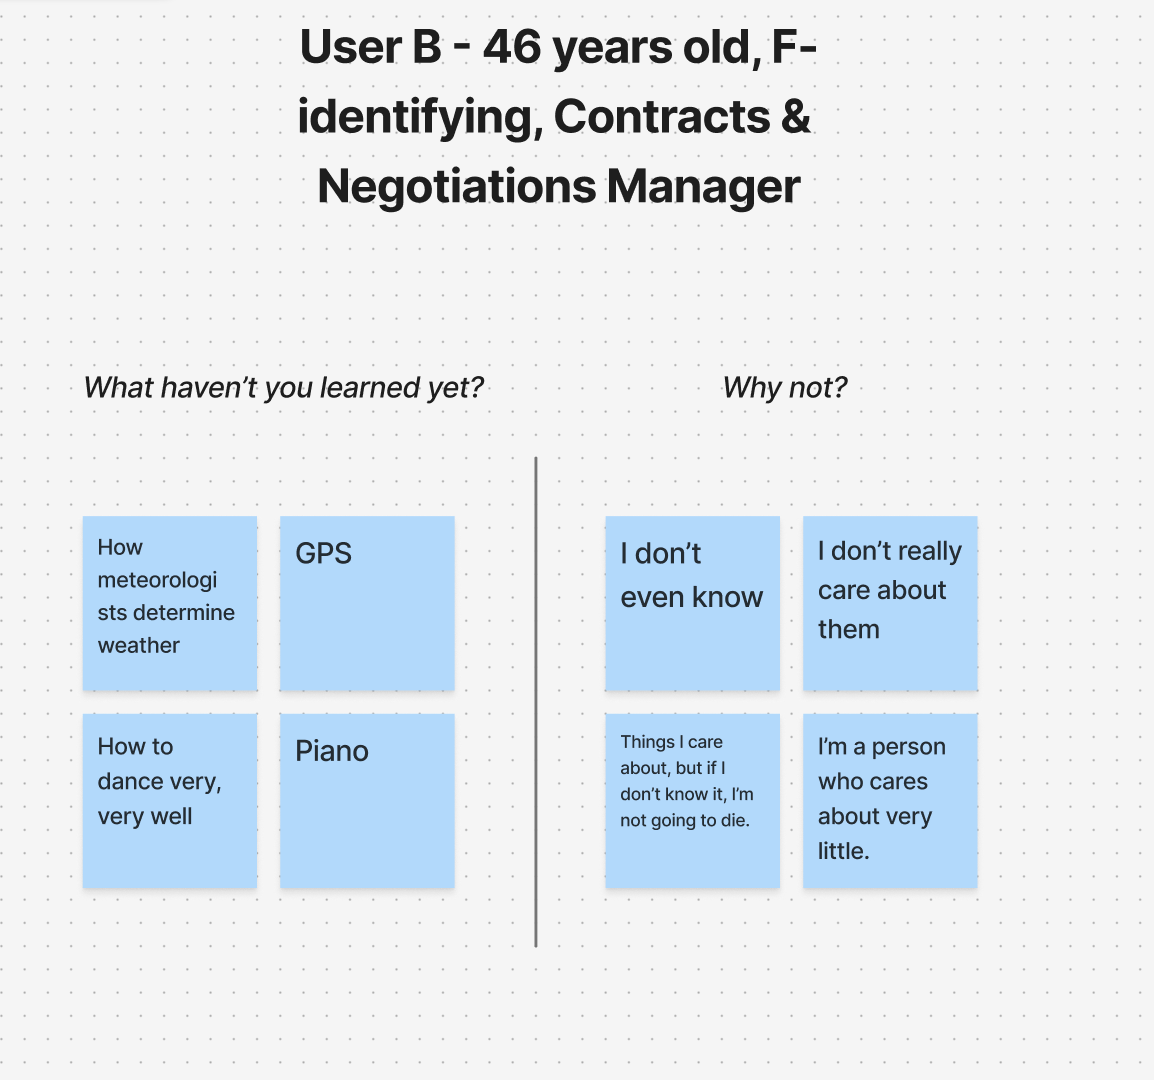 User B - 46 years old, F-
identifying, Contracts &
Negotiations Manager
What haven’t you learned yet?
Why not?
How
meteorologi
sts determine
weather
GPS
How to
dance very,
very well
Piano
I don’t
even know
I don’t really
care about
them
Things I care
about, but if I
don’t know it, I’m
not going to die.
I’m a person
who cares
about very
little.